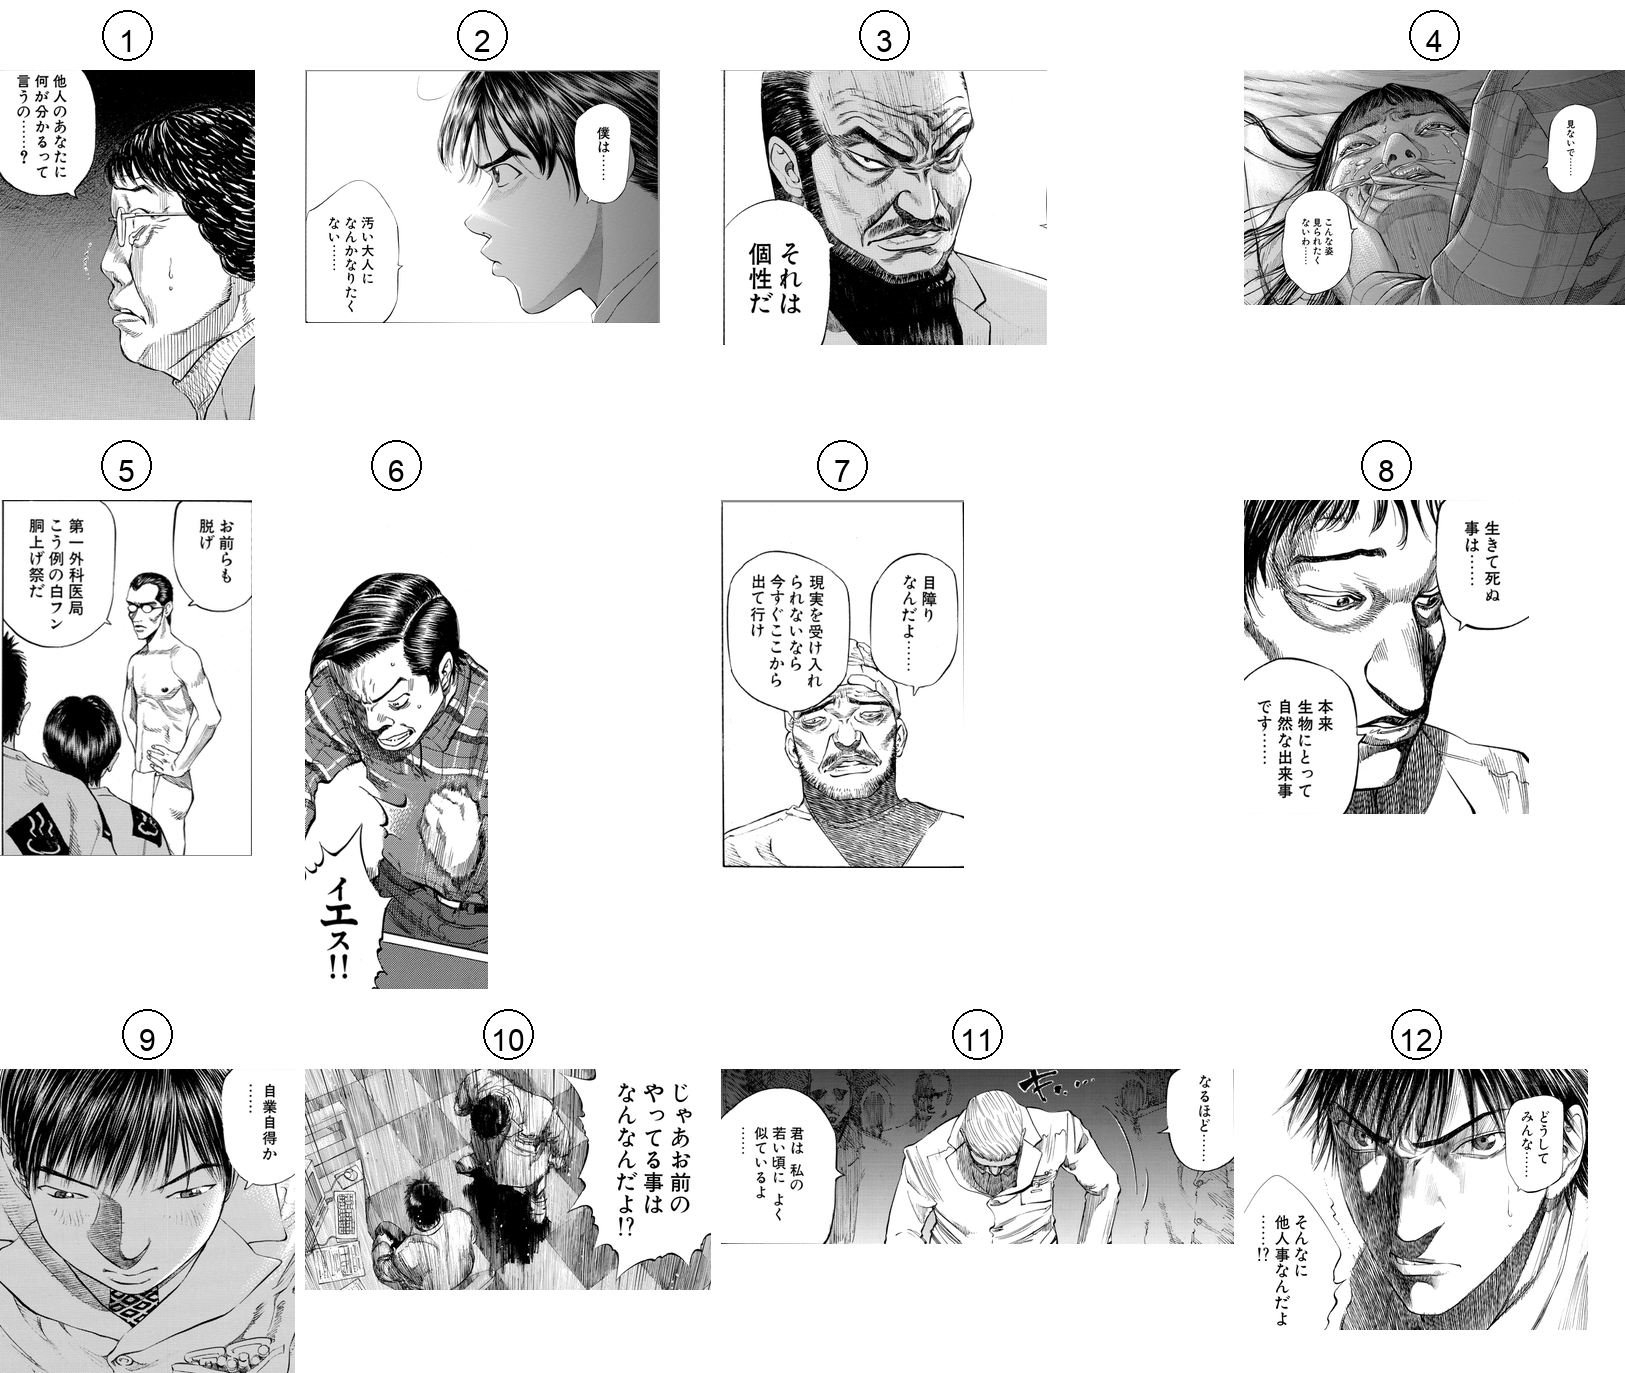 1
他人のあなたに
何が分かるって
言うの……？
2
僕は……
汚い大人に
なんかなりたく
ない……
3
それは
個性だ
4
見ないで……
こんな姿
見られたく
ないわ……
5
お前らも
脱げ
第一外科医局
こう例の白フン
胴上げ祭だ
6
イエス!!
7
目障り
なんだよ……
現実を受け入れ
られないなら
今すぐここから
出て行け
8
生きて死ぬ
事は……
本来
生物にとって
自然な出来事
です……
9
自業自得か
……
10
じゃあお前の
やってる事は
なんなんだよ!?
11
なるほど……
君は 私の
若い頃に よく
似ているよ
……
キ…
12
どうして
みんな……
そんなに
他人事なんだよ
……!?